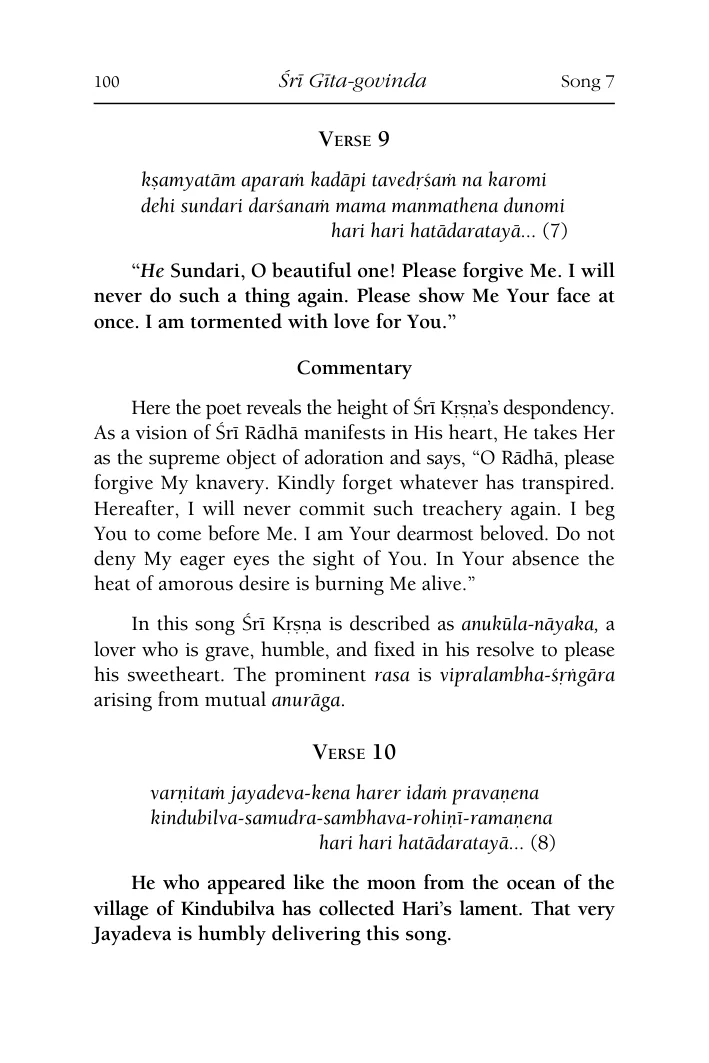 100 Śrī Gīta-govinda Song 7
VERSE 9
kṣamyatām aparaṁ kadāpi tavedṛśaṁ na karomi
dehi sundari darśanaṁ mama manmathena dunomi
hari hari hatādaratayā... (7)
“He Sundari, O beautiful one! Please forgive Me. I will
never do such a thing again. Please show Me Your face at
once. I am tormented with love for You.”
Commentary
Here the poet reveals the height of Śrī Kṛṣṇa’s despondency.
As a vision of Śrī Rādhā manifests in His heart, He takes Her
as the supreme object of adoration and says, “O Rādhā, please
forgive My knavery. Kindly forget whatever has transpired.
Hereafter, I will never commit such treachery again. I beg
You to come before Me. I am Your dearmost beloved. Do not
deny My eager eyes the sight of You. In Your absence the
heat of amorous desire is burning Me alive.”
In this song Śrī Kṛṣṇa is described as anukūla-nāyaka, a
lover who is grave, humble, and fixed in his resolve to please
his sweetheart. The prominent rasa is vipralambha-śṛṅgāra
arising from mutual anurāga.
VERSE 10
varṇitaṁ jayadeva-kena harer idaṁ pravaṇena
kindubilva-samudra-sambhava-rohiṇī-ramaṇena
hari hari hatādaratayā... (8)
He who appeared like the moon from the ocean of the
village of Kindubilva has collected Hari’s lament. That very
Jayadeva is humbly delivering this song.